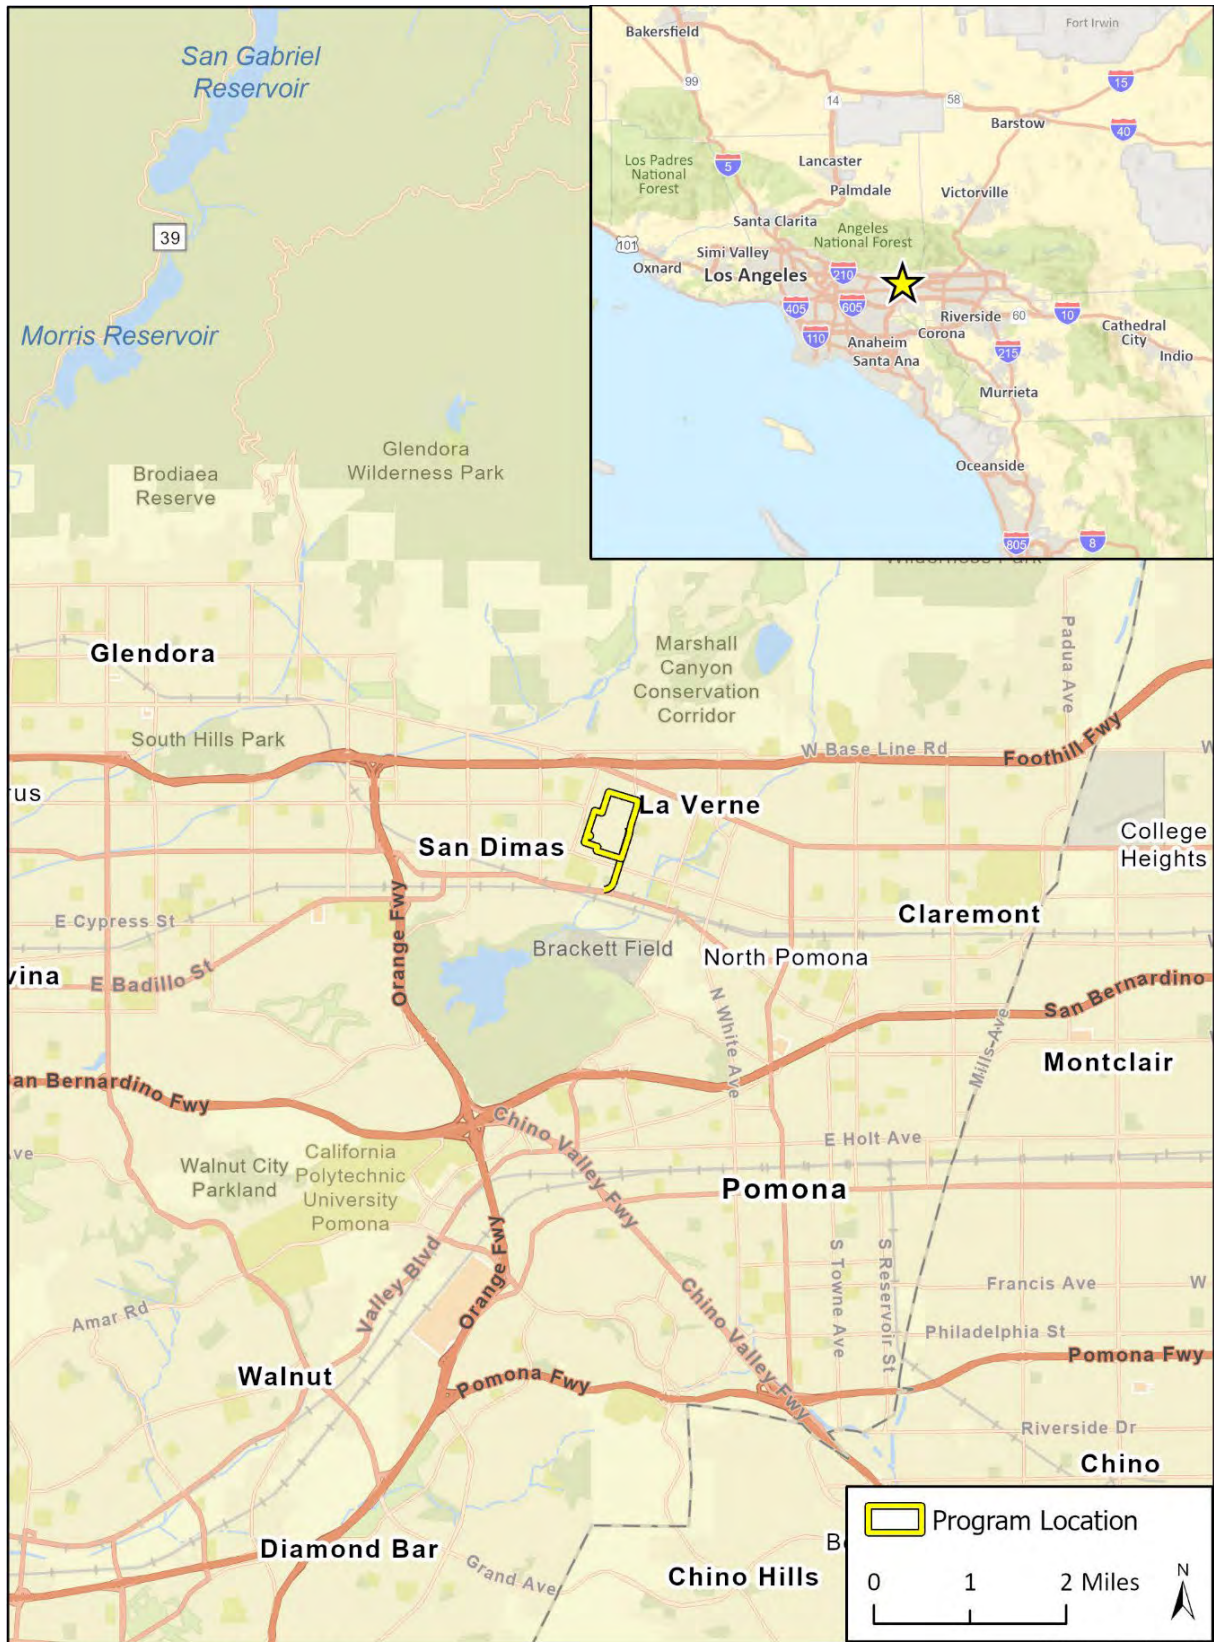 San Gabriel
Reservoir
39
Morris Reservoir
Glendora
Wilderness Park
Brodiaea
Reserve
Fort Irwin
Bakersfield
99
14
58
15
Barstow
40
Los Padres
National
Forest
5
Lancaster
Palmdale
Victorville
Santa Clarita
Angeles
National Forest
101
Simi Valley
Oxnard
Los Angeles
210
405
605
110
Riverside
60
10
Corona
Anaheim
Santa Ana
215
Cathedral
City
Indio
Murrieta
Oceanside
805
8
Wilderness Park
Padua Ave
Glendora
Marshall
Canyon
Conservation
Corridor
South Hills Park
W Base Line Rd
Foothill Fwy
W
rus
La Verne
San Dimas
College
Heights
E Cypress St
Claremont
Orange Fwy
Brackett Field
North Pomona
vina
E Badillo St
N White Ave
San Bernardino
Mills Ave
Montclair
an Bernardino Fwy
Chino Valley Fwy
E Holt Ave
Ave
Walnut City
Parkland
California
Polytechnic
University
Pomona
Pomona
Valley Blvd
Orange Fwy
S Towne Ave
S Reservoir St
Francis Ave
W
Amar Rd
Chino Valley Fwy
Philadelphia St
Walnut
Pomona Fwy
Pomona Fwy
Riverside Dr
Chino
Diamond Bar
Grand Ave
Chino Hills
Program Location
0 1 2 Miles
N